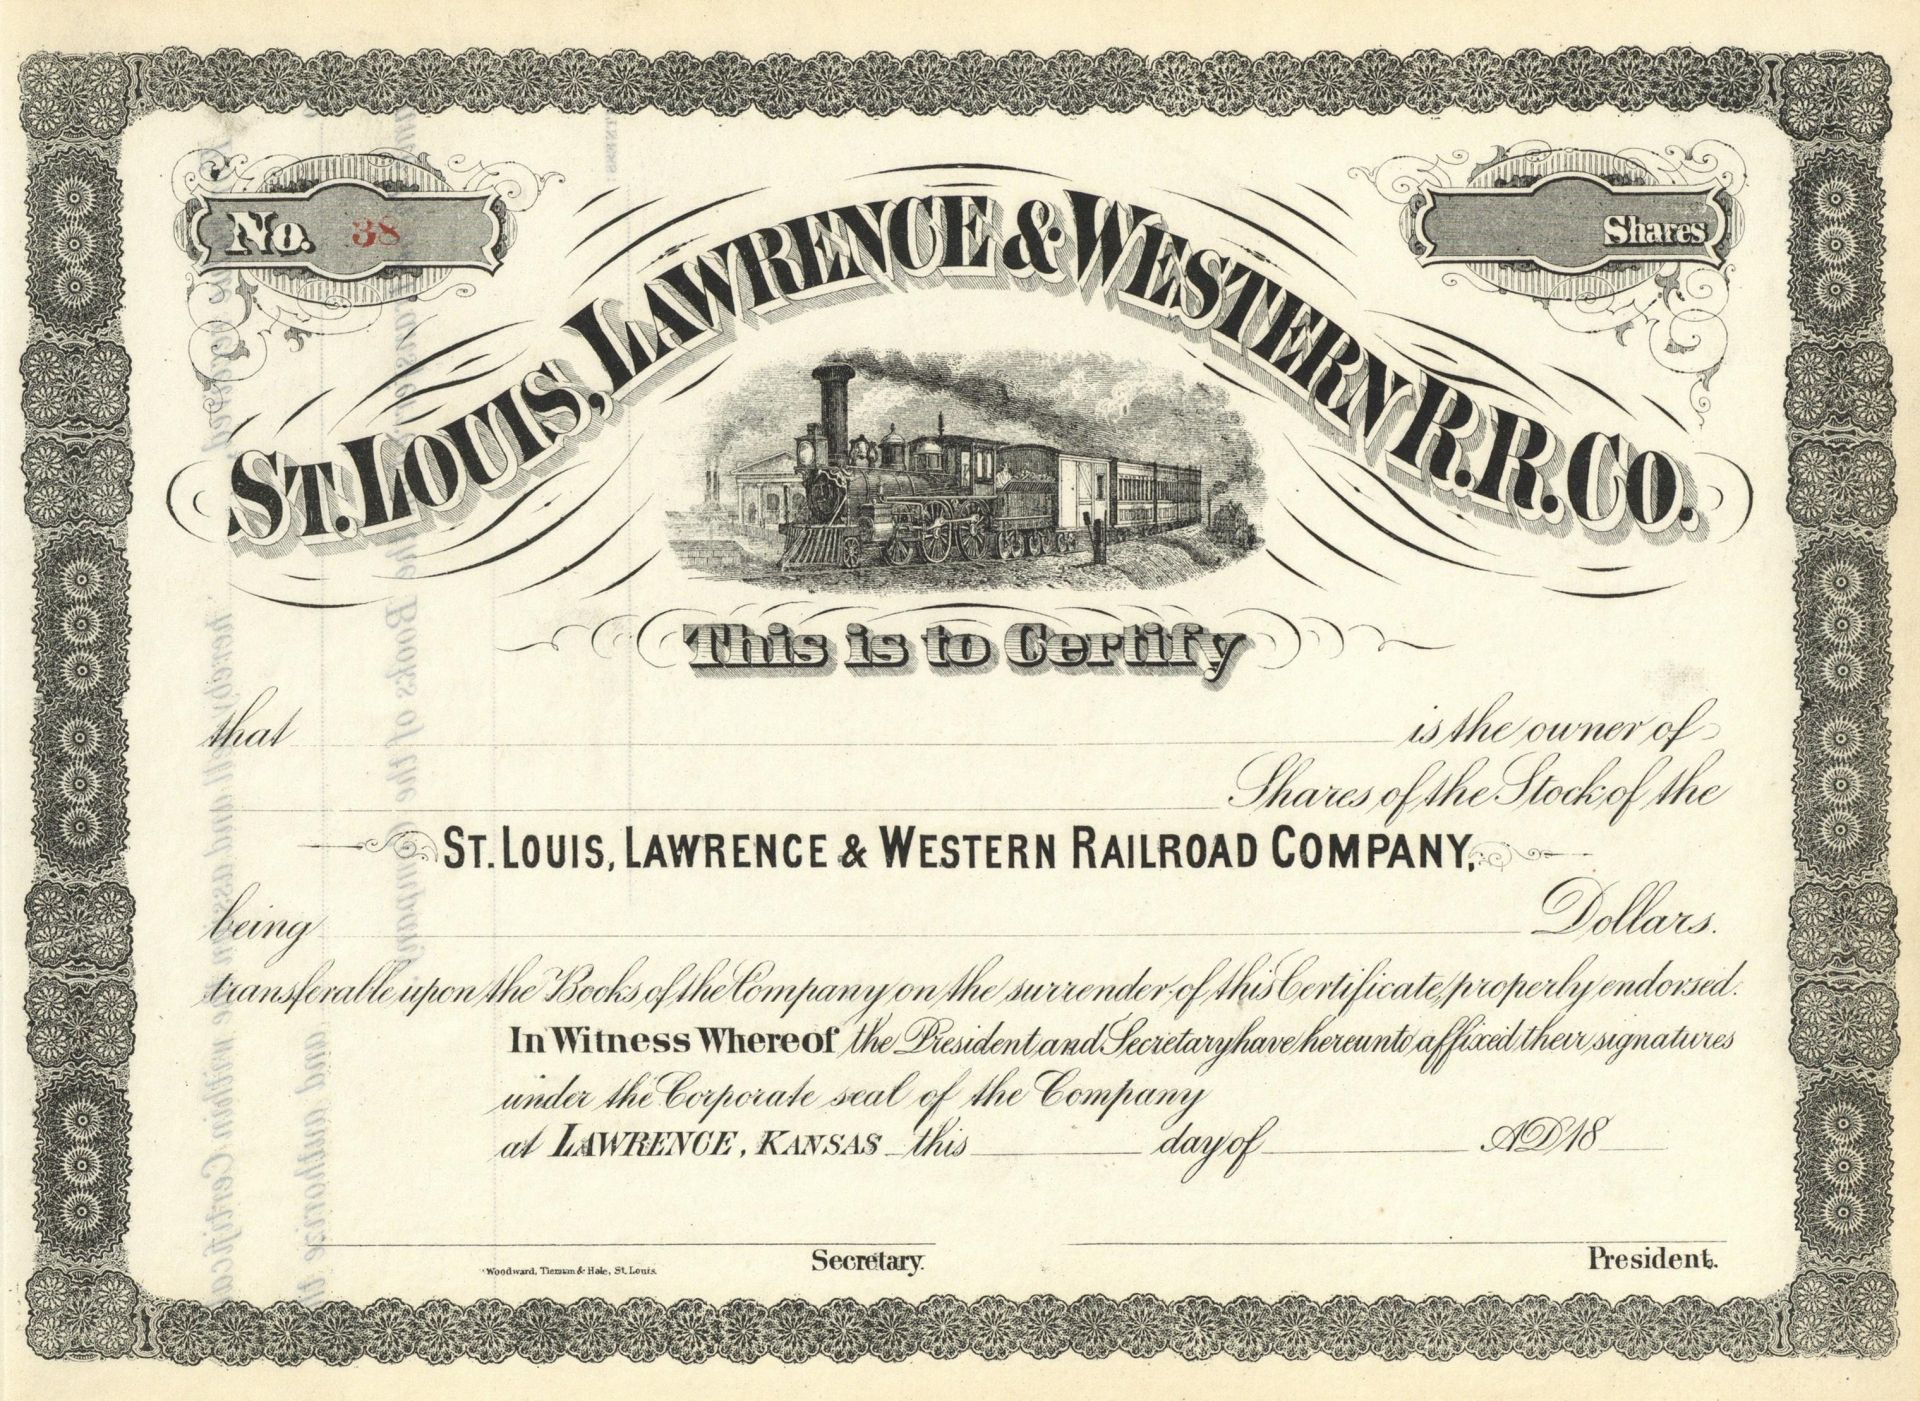 No. 38
Shares
ST. LOUIS, LAWRENCE & WESTERN R.R. CO.
This is to Certify
that is the owner of
Shares of the Stock of the
ST. LOUIS, LAWRENCE & WESTERN RAILROAD COMPANY,
being Dollars.
transferable upon the Books of the Company on the surrender of this Certificate properly endorsed.
In Witness Whereof the President and Secretary have hereunto affixed their signatures
under the Corporate seal of the Company
at LAWRENCE, KANSAS this day of AD 18
Secretary. President.
Woodward, Tiernan & Hale, St. Louis.